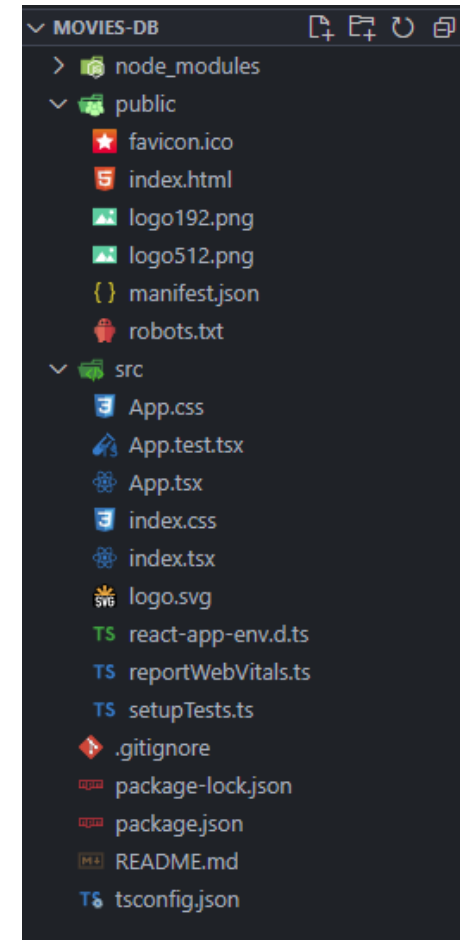 MOVIES-DB
node_modules
public
favicon.ico
index.html
logo192.png
logo512.png
manifest.json
robots.txt
src
App.css
App.test.tsx
App.tsx
index.css
index.tsx
logo.svg
react-app-env.d.ts
reportWebVitals.ts
setupTests.ts
.gitignore
package-lock.json
package.json
README.md
tsconfig.json